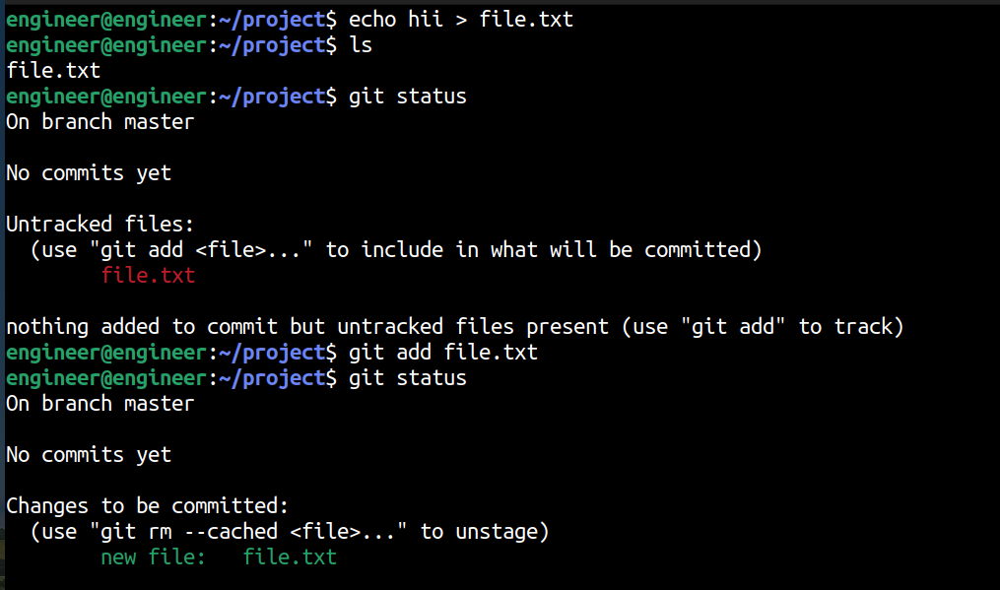 engineer@engineer:~/project$ echo hii > file.txt
engineer@engineer:~/project$ ls
file.txt
engineer@engineer:~/project$ git status
On branch master
No commits yet
Untracked files:
  (use "git add <file>..." to include in what will be committed)
        file.txt
nothing added to commit but untracked files present (use "git add" to track)
engineer@engineer:~/project$ git add file.txt
engineer@engineer:~/project$ git status
On branch master
No commits yet
Changes to be committed:
  (use "git rm --cached <file>..." to unstage)
        new file:   file.txt